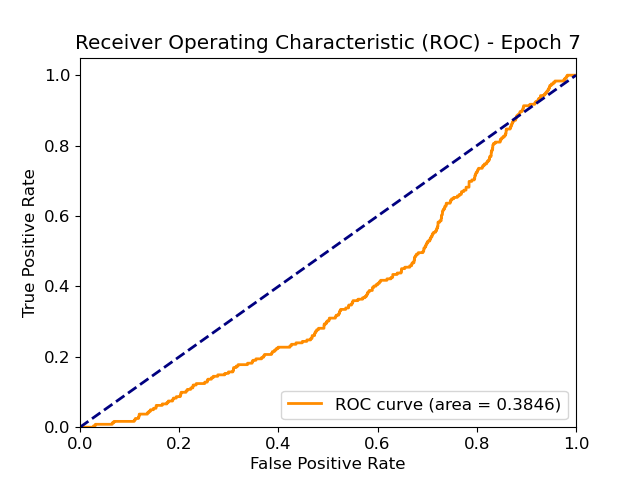 Receiver Operating Characteristic (ROC) - Epoch 7
True Positive Rate
1.0
0.8
0.6
0.4
0.2
0.0
ROC curve (area = 0.3846)
0.0 0.2 0.4 0.6 0.8 1.0
False Positive Rate